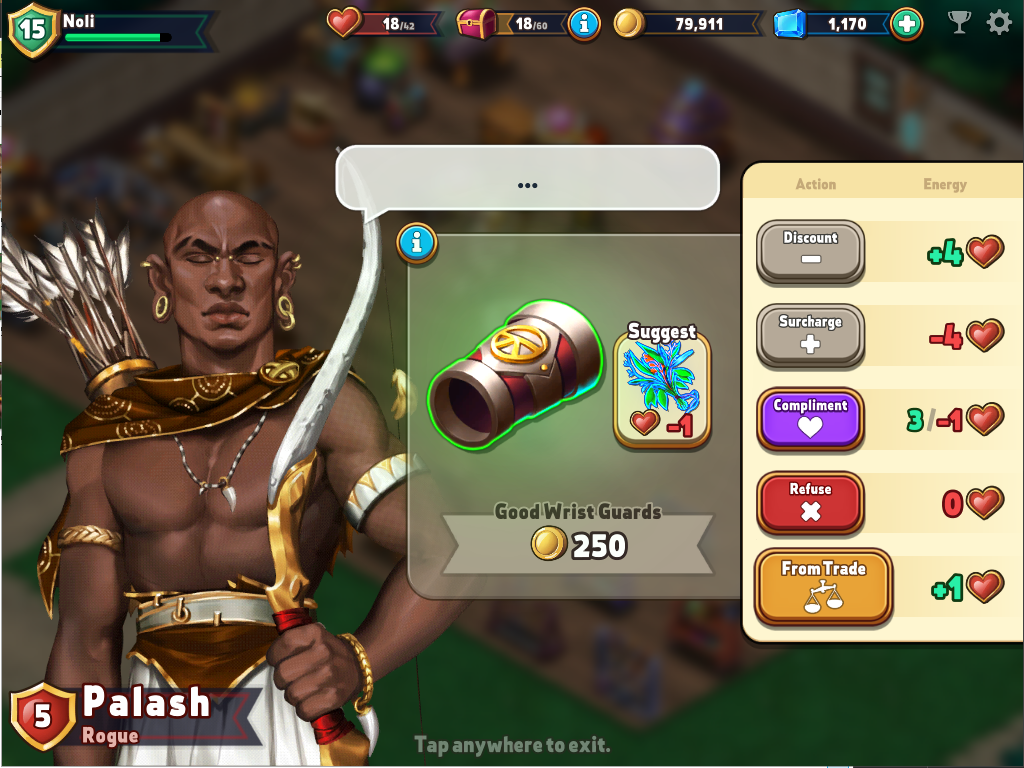 15
Noli
18/42
18/60
i
79,911
1,170
...
i
Action
Energy
Discount
+4
Surcharge
-4
Suggest
-1
Compliment
3/-1
Refuse
0
Good Wrist Guards
250
From Trade
+1
5
Palash
Rogue
Tap anywhere to exit.